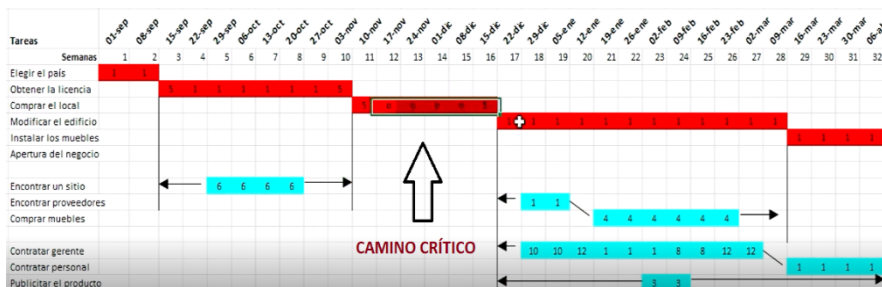 01-sep 08-sep 15-sep 22-sep 29-sep 06-oct 13-oct 20-oct 27-oct 03-nov 10-nov 17-nov 24-nov 01-dic 08-dic 15-dic 22-dic 29-dic 05-ene 12-ene 19-ene 26-ene 02-feb 09-feb 16-feb 23-feb 02-mar 09-mar 16-mar 23-mar 30-mar 06-a
Tareas
Semanas 1 2 3 4 5 6 7 8 9 10 11 12 13 14 15 16 17 18 19 20 21 22 23 24 25 26 27 28 29 30 31 32
Elegir el país 1 1
Obtener la licencia 5 1 1 1 1 1 1 5
Comprar el local 5
Modificar el edificio 1 1 1 1 1 1 1 1 1 1 1 1
Instalar los muebles 1 1 1 1
Apertura del negocio
Encontrar un sitio 6 6 6 6
Encontrar proveedores 1 1
Comprar muebles 4 4 4 4 4 4
CAMINO CRÍTICO
Contratar gerente 10 10 12 1 1 1 8 8 12 12
Contratar personal 1 1 1 1
Publicitar el producto 3 3